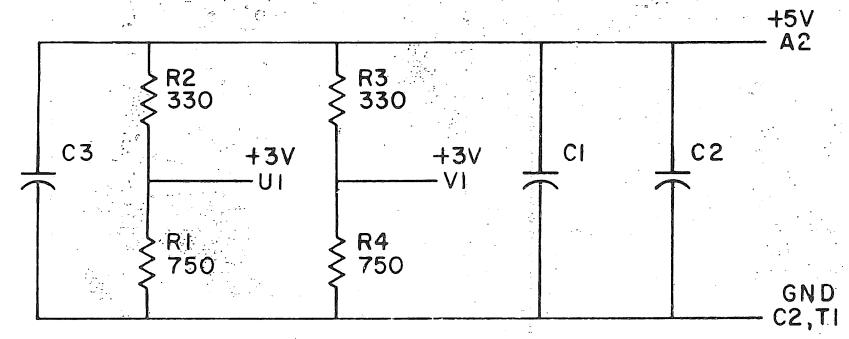 +5V
A2
R2
330
R3
330
C3
+3V
U1
+3V
V1
C1
C2
R1
750
R4
750
GND
C2,T1